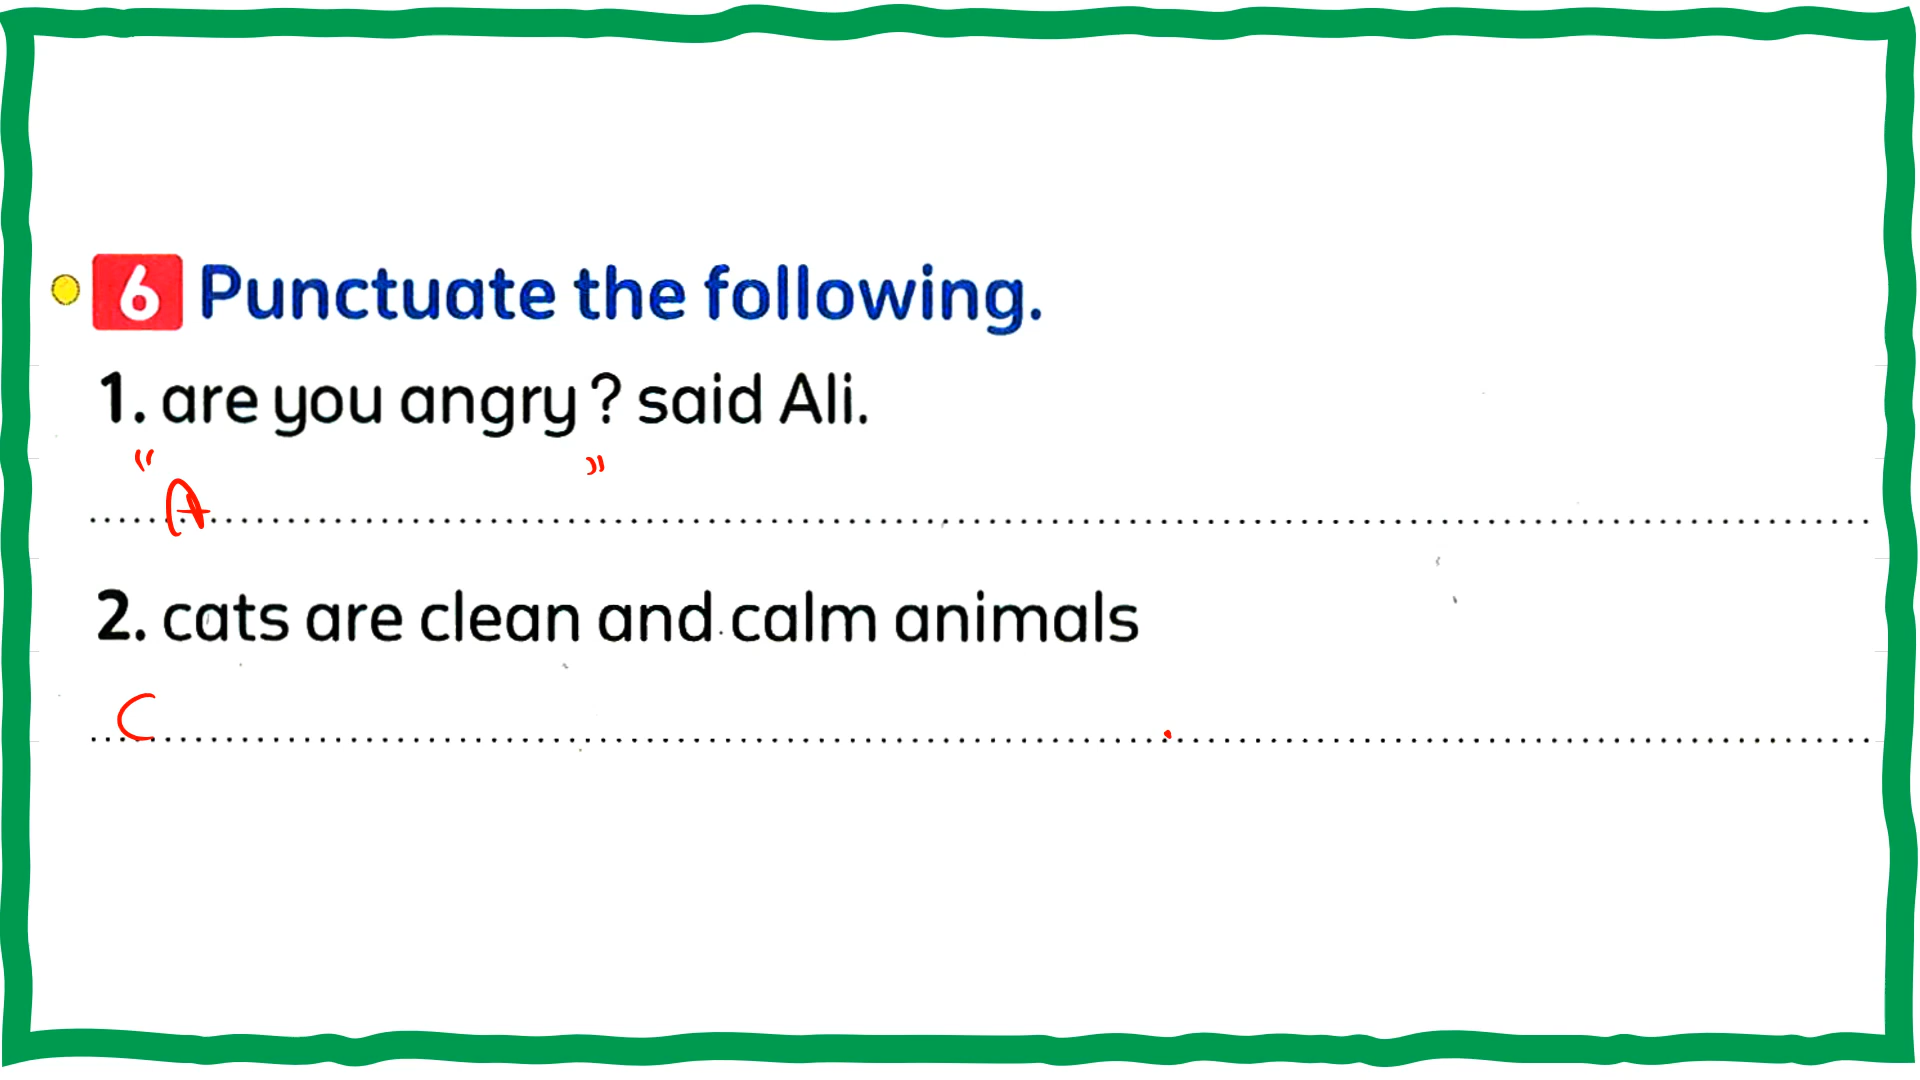 6 Punctuate the following.
1. are you angry ? said Ali.
" "
A
2. cats are clean and calm animals
C .